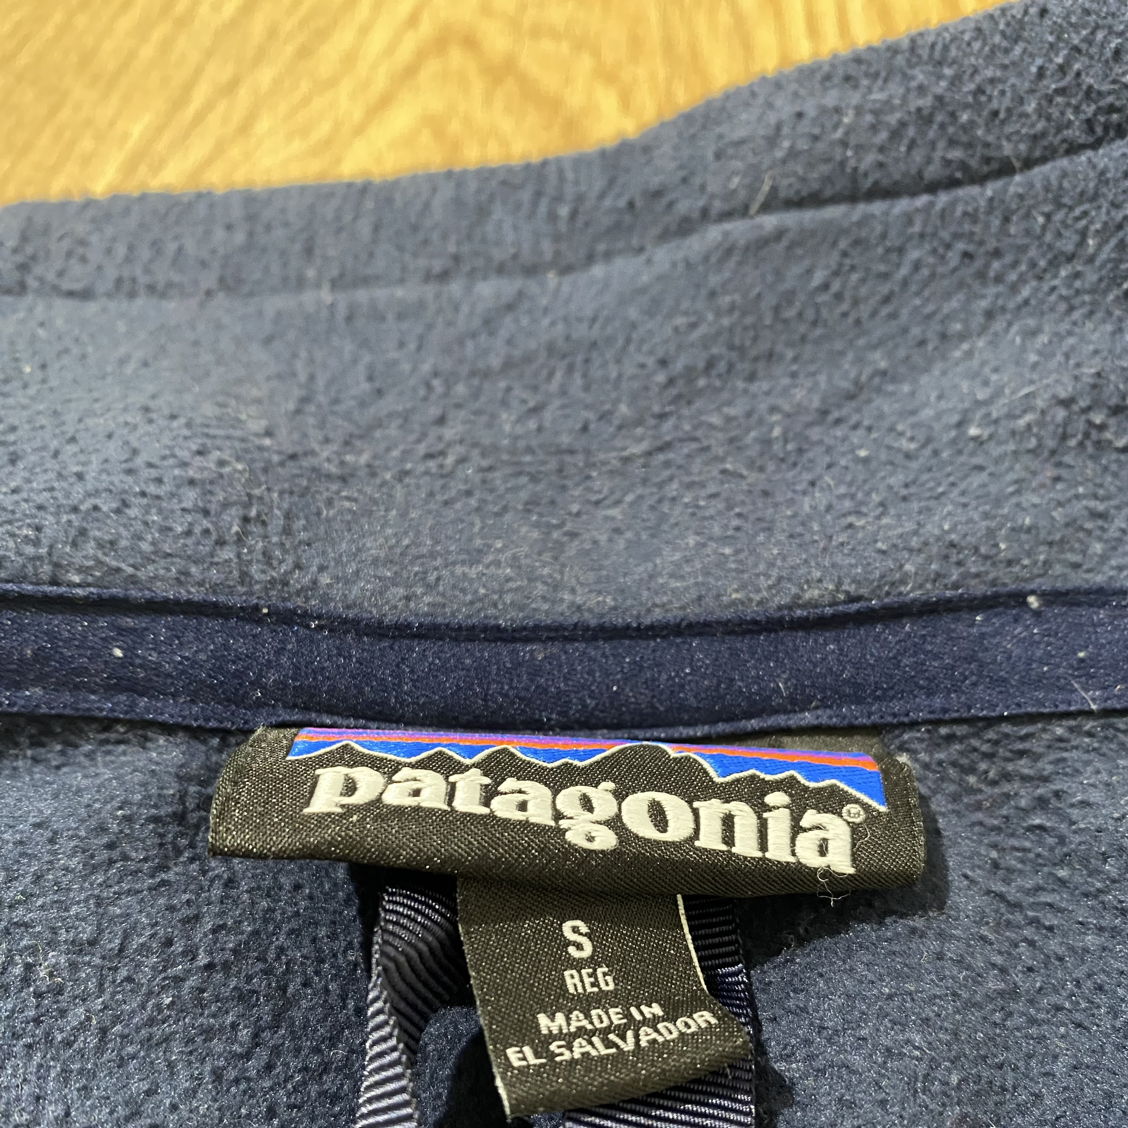 patagonia®
S
REG
MADE IN
EL SALVADOR